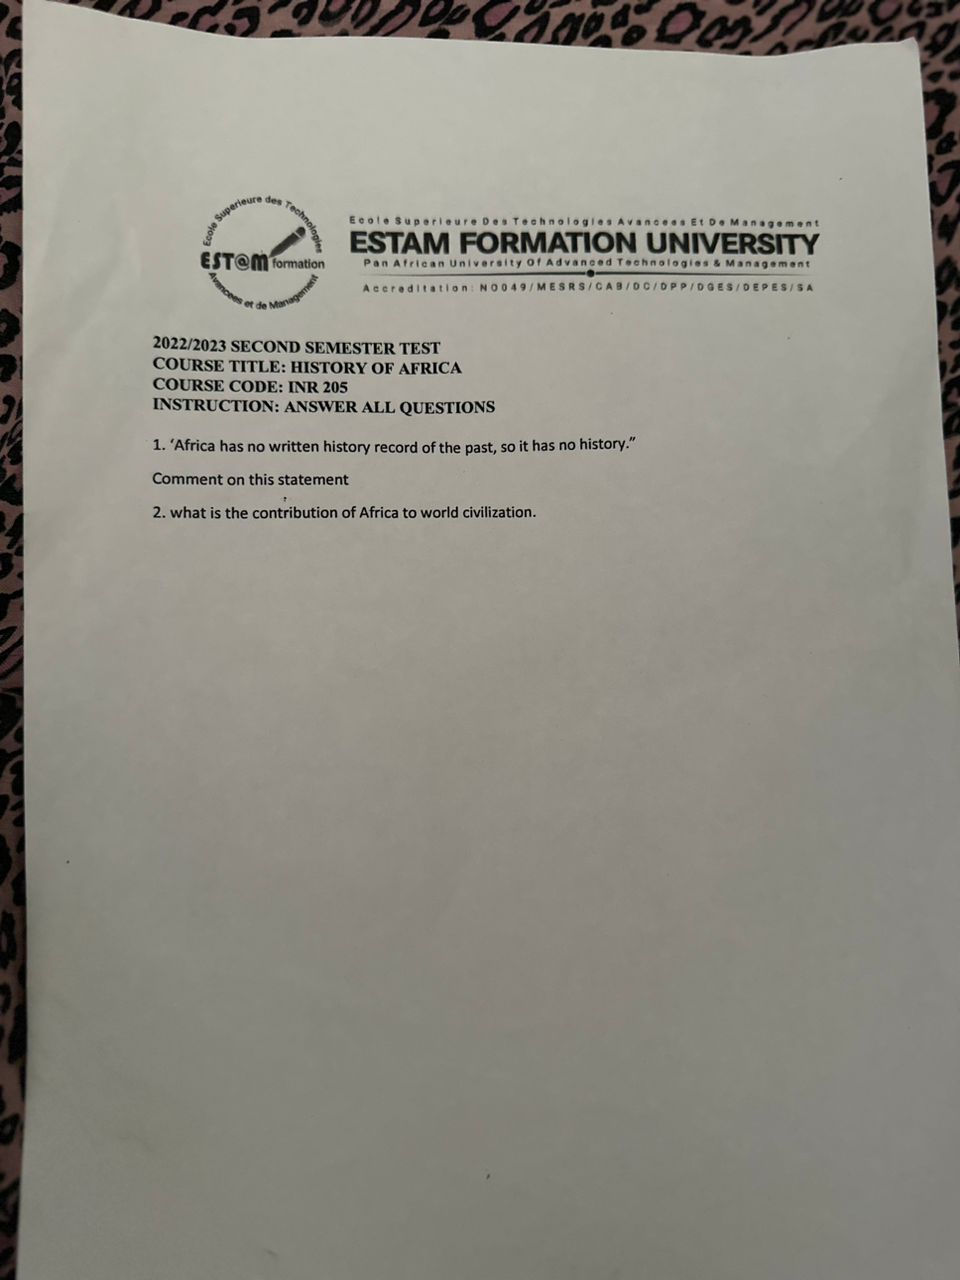 Ecole Superieure des Technologies
EST@M formation
Avancees et de Management
Ecole Superieure Des Technologies Avancees Et De Management
ESTAM FORMATION UNIVERSITY
Pan African University Of Advanced Technologies & Management
Accreditation: N0049/MESRS/CAB/DC/DPP/DGES/DEPES/SA
2022/2023 SECOND SEMESTER TEST
COURSE TITLE: HISTORY OF AFRICA
COURSE CODE: INR 205
INSTRUCTION: ANSWER ALL QUESTIONS
1. ‘Africa has no written history record of the past, so it has no history.”
Comment on this statement
2. what is the contribution of Africa to world civilization.